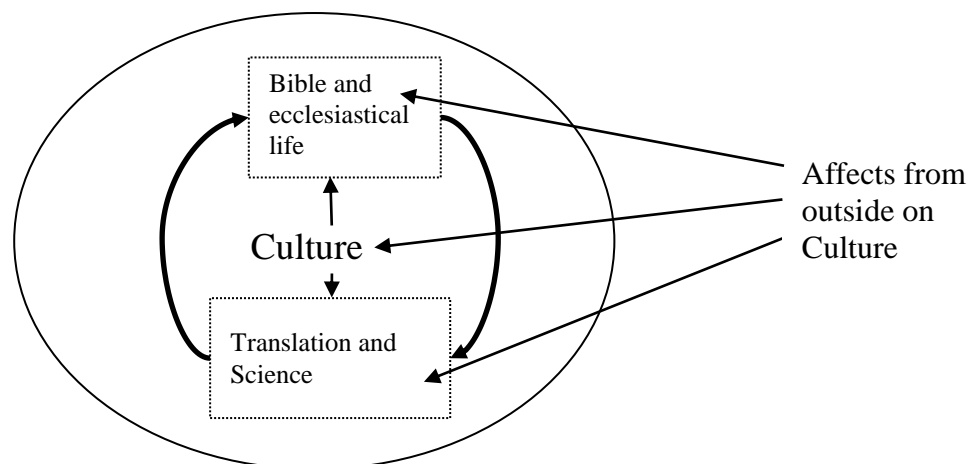 Bible and
ecclesiastical
life
Culture
Translation and
Science
Affects from
outside on
Culture